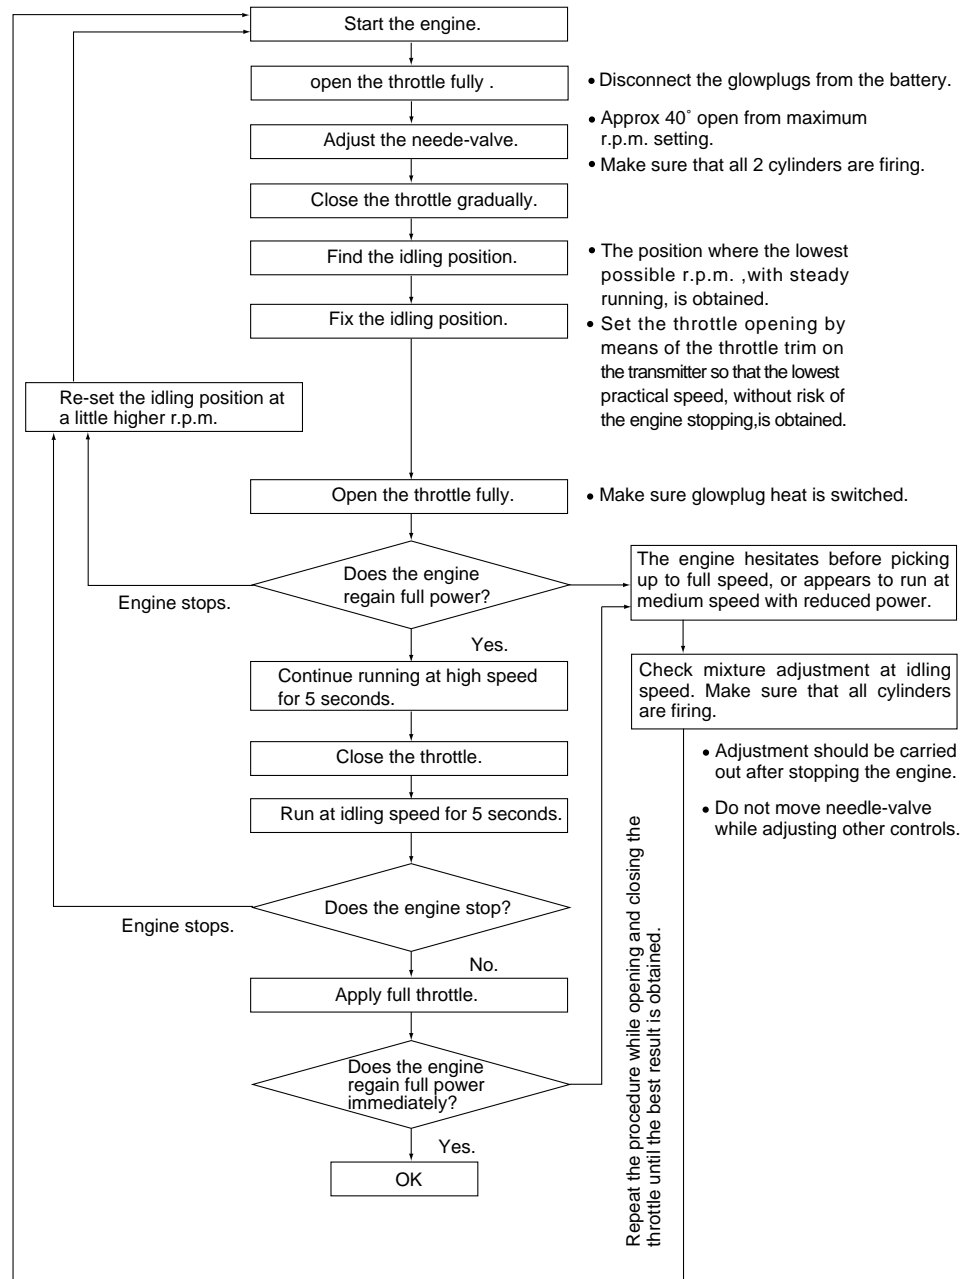 Start the engine.
open the throttle fully .
• Disconnect the glowplugs from the battery.
Adjust the neede-valve.
• Approx 40˚ open from maximum
r.p.m. setting.
• Make sure that all 2 cylinders are firing.
Close the throttle gradually.
Find the idling position.
• The position where the lowest
possible r.p.m. ,with steady
running, is obtained.
Fix the idling position.
• Set the throttle opening by
means of the throttle trim on
the transmitter so that the lowest
practical speed, without risk of
the engine stopping,is obtained.
Re-set the idling position at
a little higher r.p.m.
Open the throttle fully.
• Make sure glowplug heat is switched.
Does the engine
regain full power?
Engine stops.
The engine hesitates before picking
up to full speed, or appears to run at
medium speed with reduced power.
Yes.
Continue running at high speed
for 5 seconds.
Check mixture adjustment at idling
speed. Make sure that all cylinders
are firing.
• Adjustment should be carried
out after stopping the engine.
• Do not move needle-valve
while adjusting other controls.
Close the throttle.
Run at idling speed for 5 seconds.
Does the engine stop?
Engine stops.
No.
Apply full throttle.
Does the engine
regain full power
immediately?
Yes.
OK
Repeat the procedure while opening and closing the
throttle until the best result is obtained.